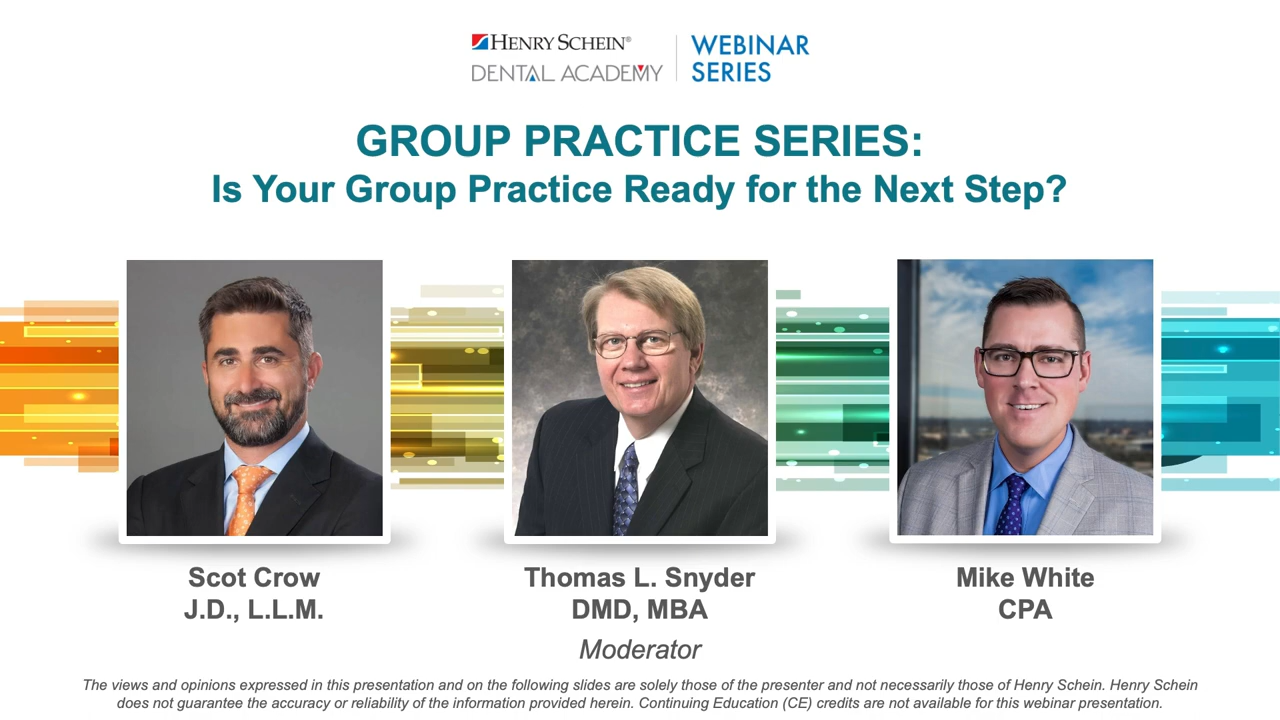 HENRY SCHEIN®
DENTAL ACADEMY
WEBINAR
SERIES
GROUP PRACTICE SERIES:
Is Your Group Practice Ready for the Next Step?
Scot Crow
J.D., L.L.M.
Thomas L. Snyder
DMD, MBA
Moderator
Mike White
CPA
The views and opinions expressed in this presentation and on the following slides are solely those of the presenter and not necessarily those of Henry Schein. Henry Schein
does not guarantee the accuracy or reliability of the information provided herein. Continuing Education (CE) credits are not available for this webinar presentation.